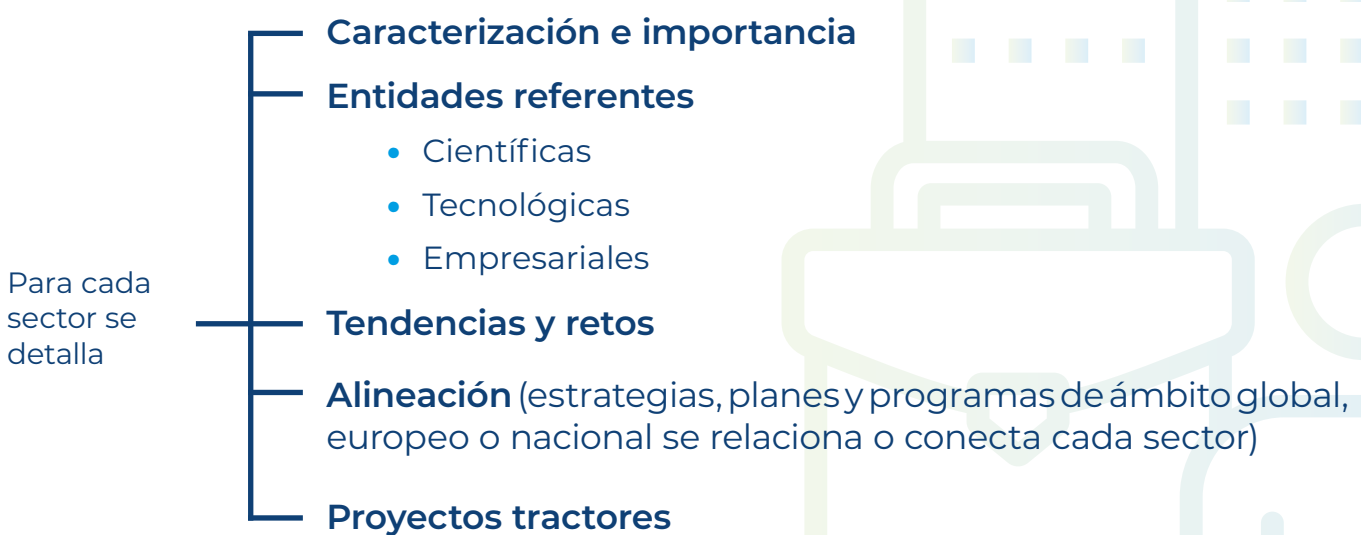 Caracterización e importancia
Entidades referentes
• Científicas
• Tecnológicas
• Empresariales
Para cada
sector se
detalla
Tendencias y retos
Alineación (estrategias, planes y programas de ámbito global,
europeo o nacional se relaciona o conecta cada sector)
Proyectos tractores